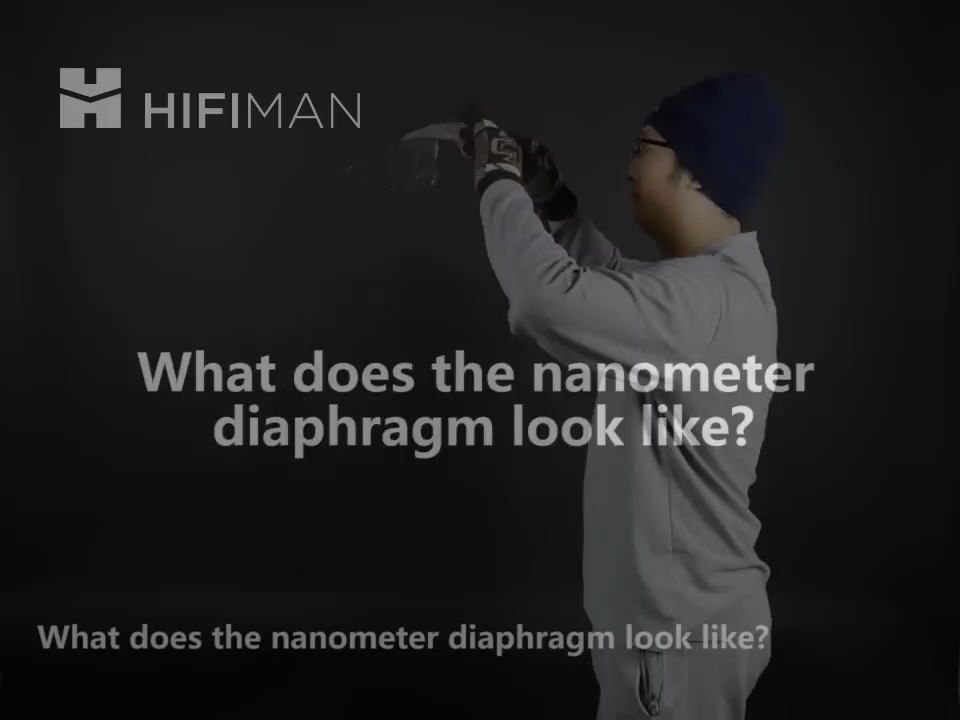 HIFIMAN
What does the nanometer
diaphragm look like?
What does the nanometer diaphragm look like?